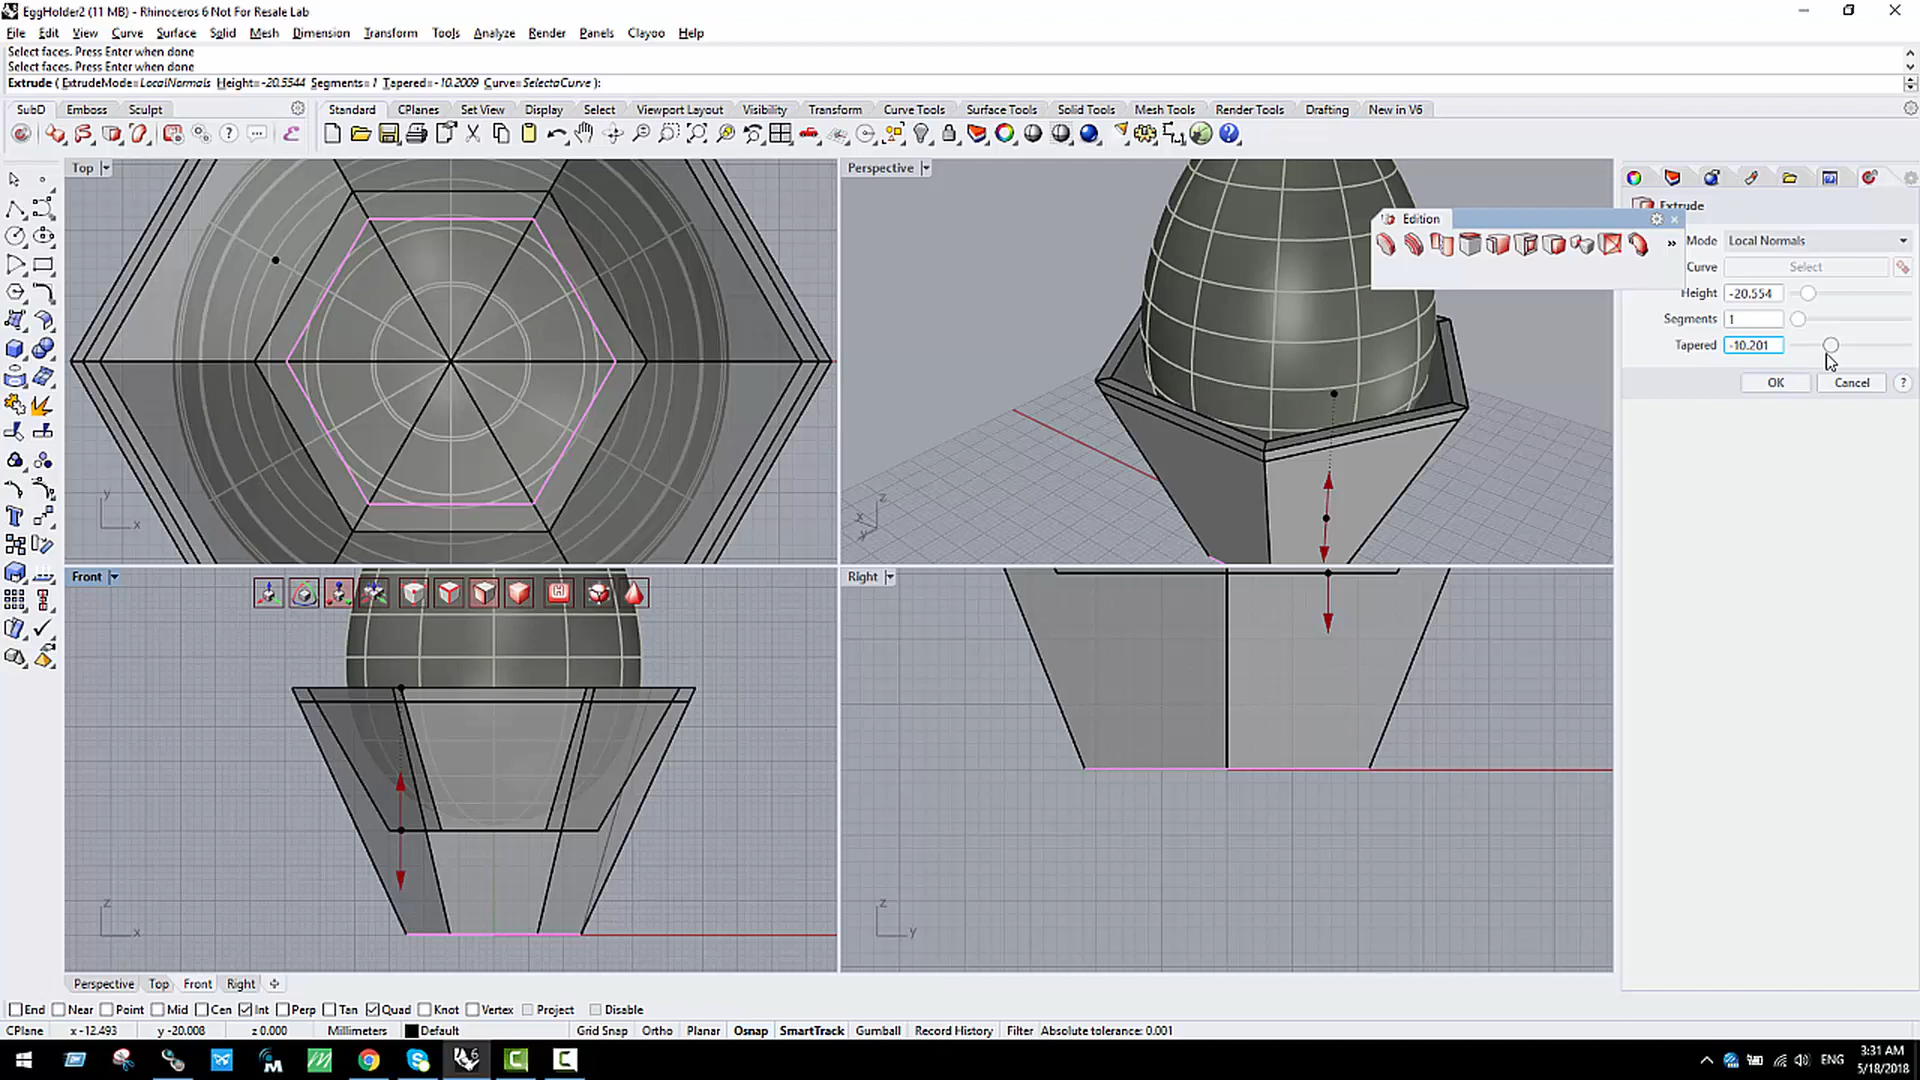 EggHolder2 (11 MB) - Rhinoceros 6 Not For Resale Lab
File Edit View Curve Surface Solid Mesh Dimension Transform Tools Analyze Render Panels Clayoo Help
Select faces. Press Enter when done
Select faces. Press Enter when done
Extrude ( ExtrudeMode=LocalNormals Height=-20.5544 Segments=1 Tapered=-10.2009 Curve=SelectaCurve ):
SubD Emboss Sculpt Standard CPlanes Set View Display Select Viewport Layout Visibility Transform Curve Tools Surface Tools Solid Tools Mesh Tools Render Tools Drafting New in V6
Top
Perspective
Extrude
Edition
Mode Local Normals
Curve Select
Height -20.554
Segments 1
Tapered -10.201
OK Cancel ?
y
x
z
x
y
Front
Right
z
x
z
y
Perspective Top Front Right
End Near Point Mid Cen Int Perp Tan Quad Knot Vertex Project Disable
CPlane x -12.493 y -20.008 z 0.000 Millimeters Default Grid Snap Ortho Planar Osnap SmartTrack Gumball Record History Filter Absolute tolerance: 0.001
ENG
3:31 AM
5/18/2018